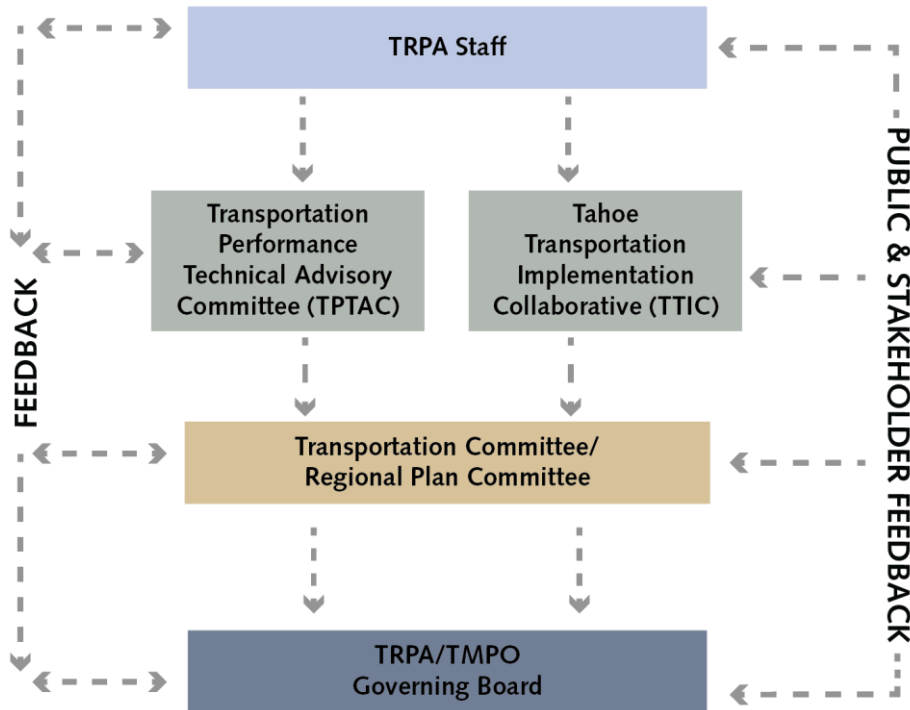 TRPA Staff
Transportation
Performance
Technical Advisory
Committee (TPTAC)
Tahoe
Transportation
Implementation
Collaborative (TTIC)
FEEDBACK
PUBLIC & STAKEHOLDER FEEDBACK
Transportation Committee/
Regional Plan Committee
TRPA/TMPO
Governing Board